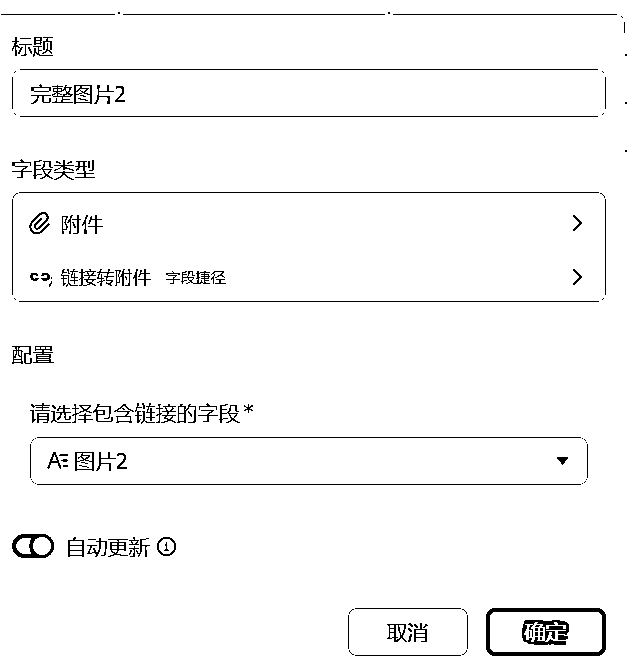 标题
完整图片2
字段类型
附件
链接转附件 字段捷径
配置
请选择包含链接的字段*
图片2
自动更新
取消 确定